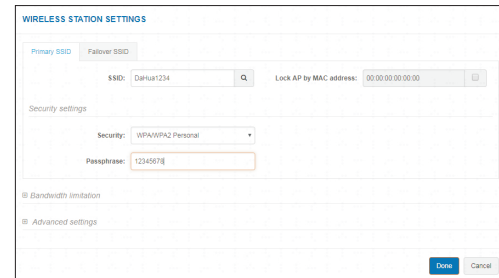 WIRELESS STATION SETTINGS
Primary SSID Failover SSID
SSID: DaHua1234 Lock AP by MAC address: 00:00:00:00:00:00
Security settings
Security: WPA/WPA2 Personal
Passphrase: 12345678
Bandwidth limitation
Advanced settings
Done Cancel